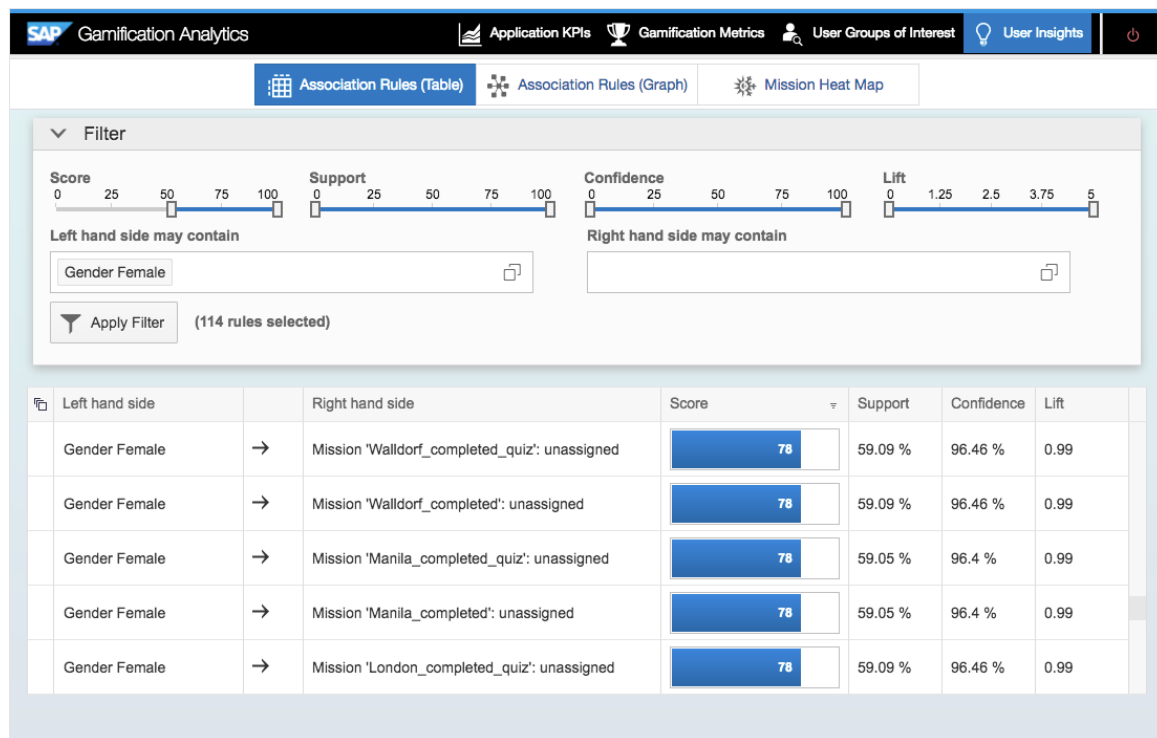 SAP Gamification Analytics Application KPIs Gamification Metrics User Groups of Interest User Insights
Association Rules (Table) Association Rules (Graph) Mission Heat Map
Filter
Score Support Confidence Lift
0 25 50 75 100 0 25 50 75 100 0 25 50 75 100 0 1.25 2.5 3.75 5
Left hand side may contain Right hand side may contain
Gender Female
Apply Filter (114 rules selected)
Left hand side Right hand side Score Support Confidence Lift
Gender Female → Mission 'Walldorf_completed_quiz': unassigned 78 59.09 % 96.46 % 0.99
Gender Female → Mission 'Walldorf_completed': unassigned 78 59.09 % 96.46 % 0.99
Gender Female → Mission 'Manila_completed_quiz': unassigned 78 59.05 % 96.4 % 0.99
Gender Female → Mission 'Manila_completed': unassigned 78 59.05 % 96.4 % 0.99
Gender Female → Mission 'London_completed_quiz': unassigned 78 59.09 % 96.46 % 0.99